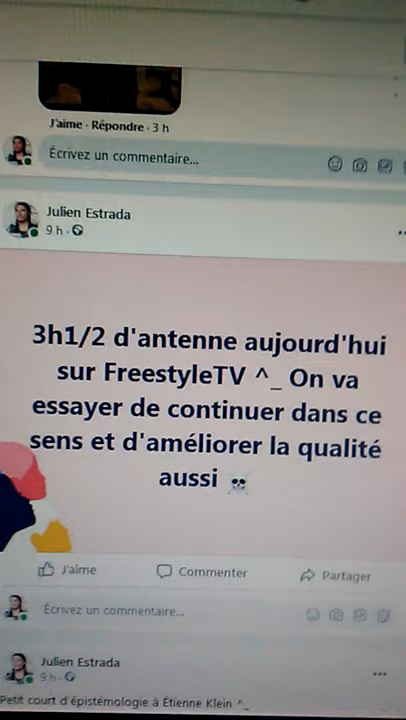 J'aime · Répondre · 3 h
Écrivez un commentaire...
Julien Estrada
9 h ·
3h1/2 d'antenne aujourd'hui
sur FreestyleTV ^_ On va
essayer de continuer dans ce
sens et d'améliorer la qualité
aussi ☠
J'aime Commenter Partager
Écrivez un commentaire...
Julien Estrada
9 h ·
Petit court d'épistémologie à Étienne Klein ^_